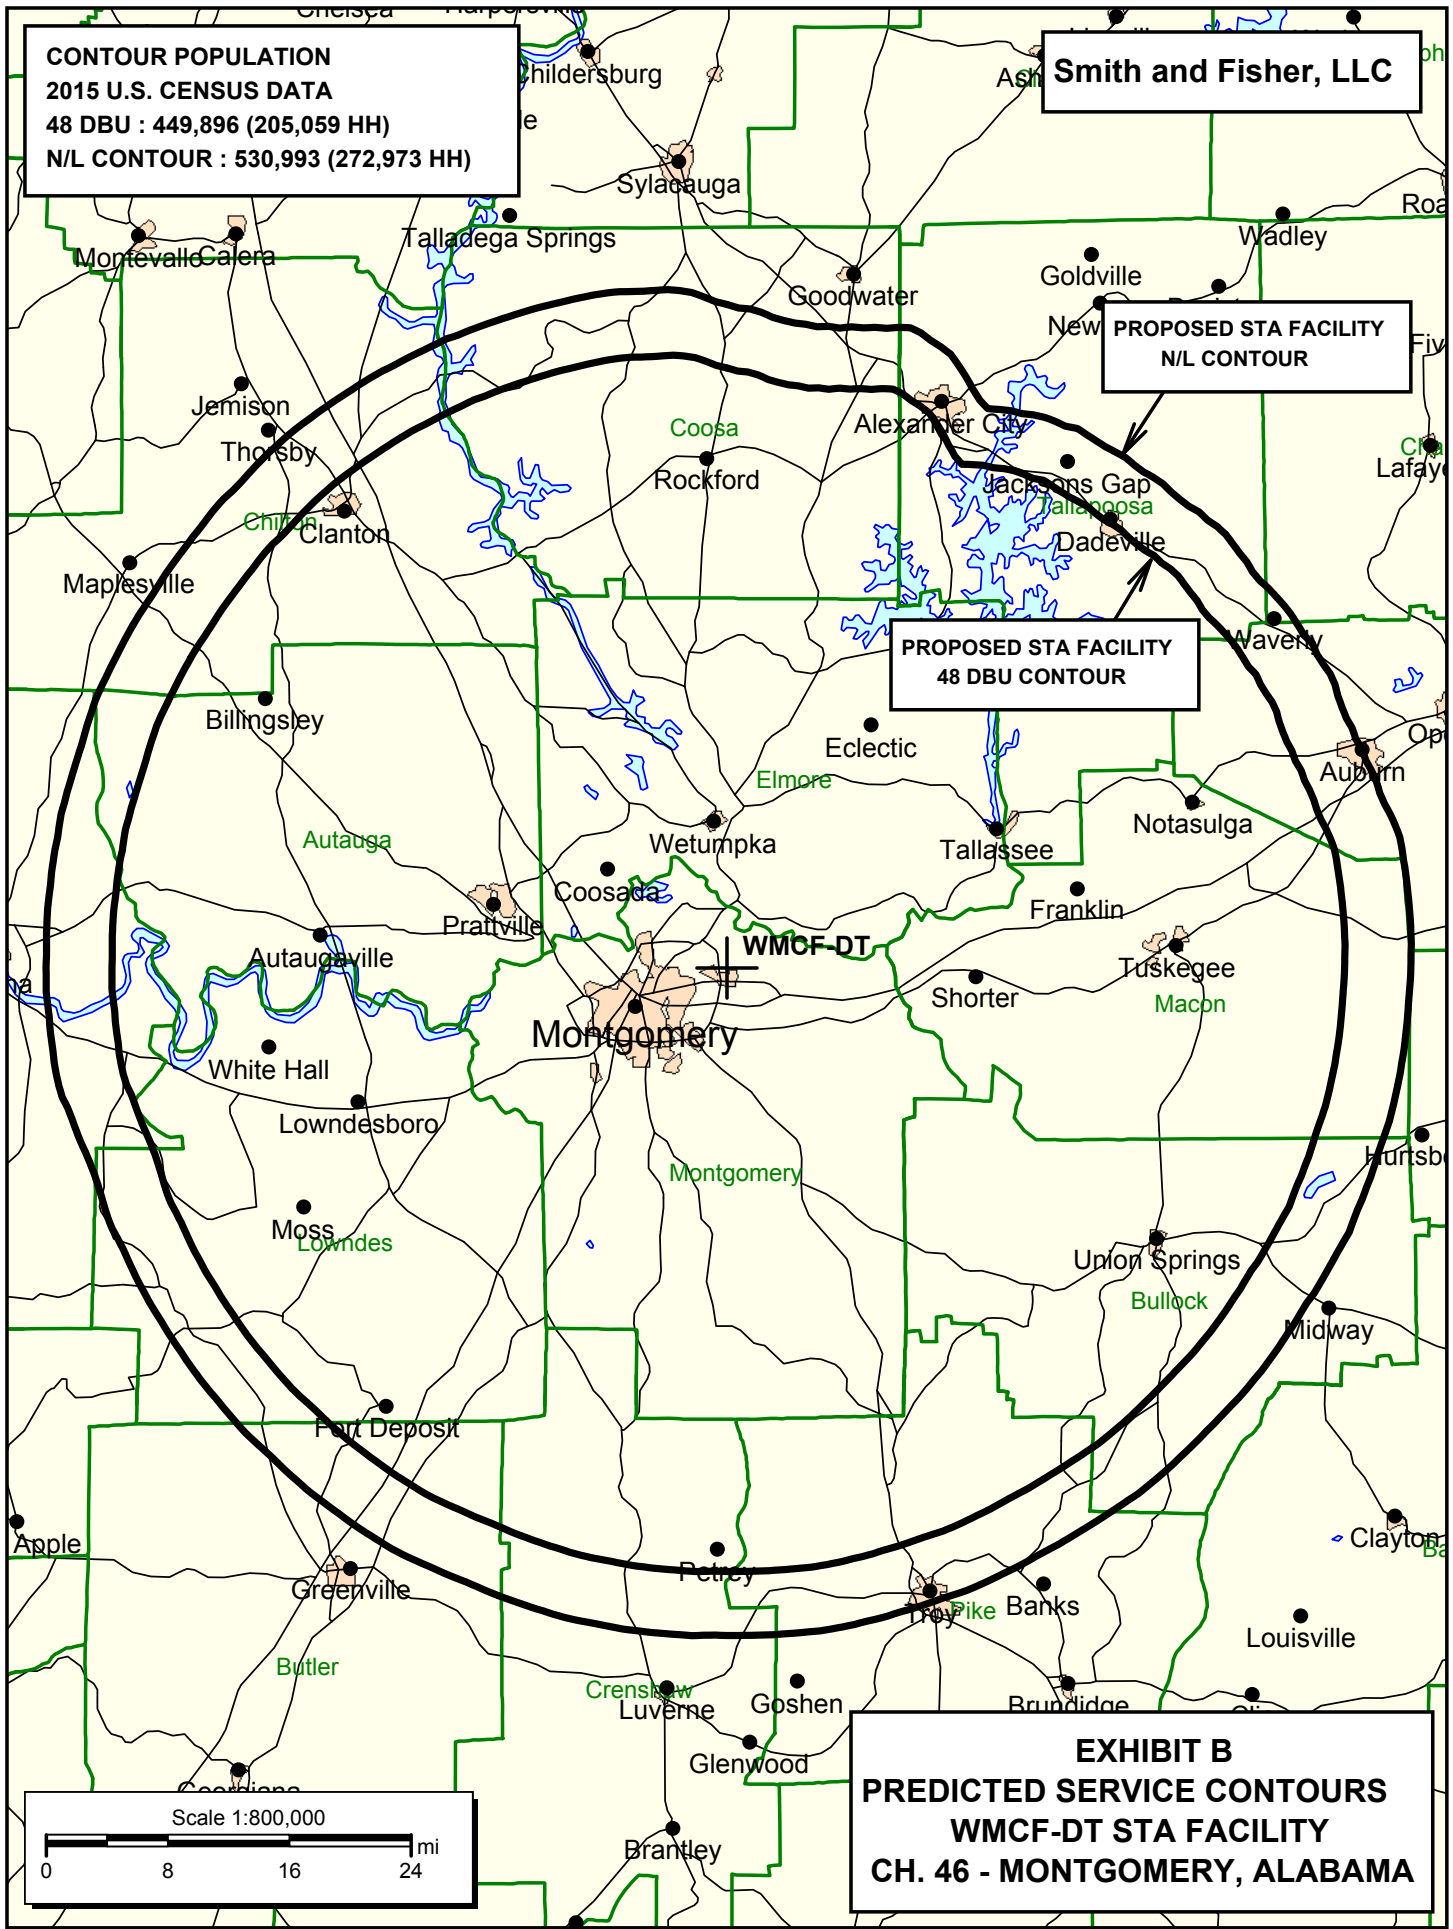 Chelsea
CONTOUR POPULATION
2015 U.S. CENSUS DATA
48 DBU : 449,896 (205,059 HH)
N/L CONTOUR : 530,993 (272,973 HH)
Smith and Fisher, LLC
Childersburg
Sylacauga
Talladega Springs
Montevallo
Calera
Wadley
Goldville
Goodwater
PROPOSED STA FACILITY
N/L CONTOUR
Jemison
Thorsby
Alexander City
Coosa
Rockford
Jacksons Gap
Tallapoosa
Dadeville
Chilton
Clanton
Maplesville
PROPOSED STA FACILITY
48 DBU CONTOUR
Waverly
Billingsley
Eclectic
Elmore
Auburn
Autauga
Wetumpka
Tallassee
Notasulga
Coosada
Prattville
Franklin
Autaugaville
WMCF-DT
Tuskegee
Shorter
Macon
Montgomery
White Hall
Lowndesboro
Montgomery
Moss
Lowndes
Union Springs
Bullock
Midway
Fort Deposit
Apple
Clayton
Petrey
Greenville
Troy
Pike
Banks
Louisville
Butler
Crenshaw
Luverne
Goshen
Brundidge
Glenwood
Georgiana
Brantley
Scale 1:800,000
mi
0 8 16 24
EXHIBIT B
PREDICTED SERVICE CONTOURS
WMCF-DT STA FACILITY
CH. 46 - MONTGOMERY, ALABAMA